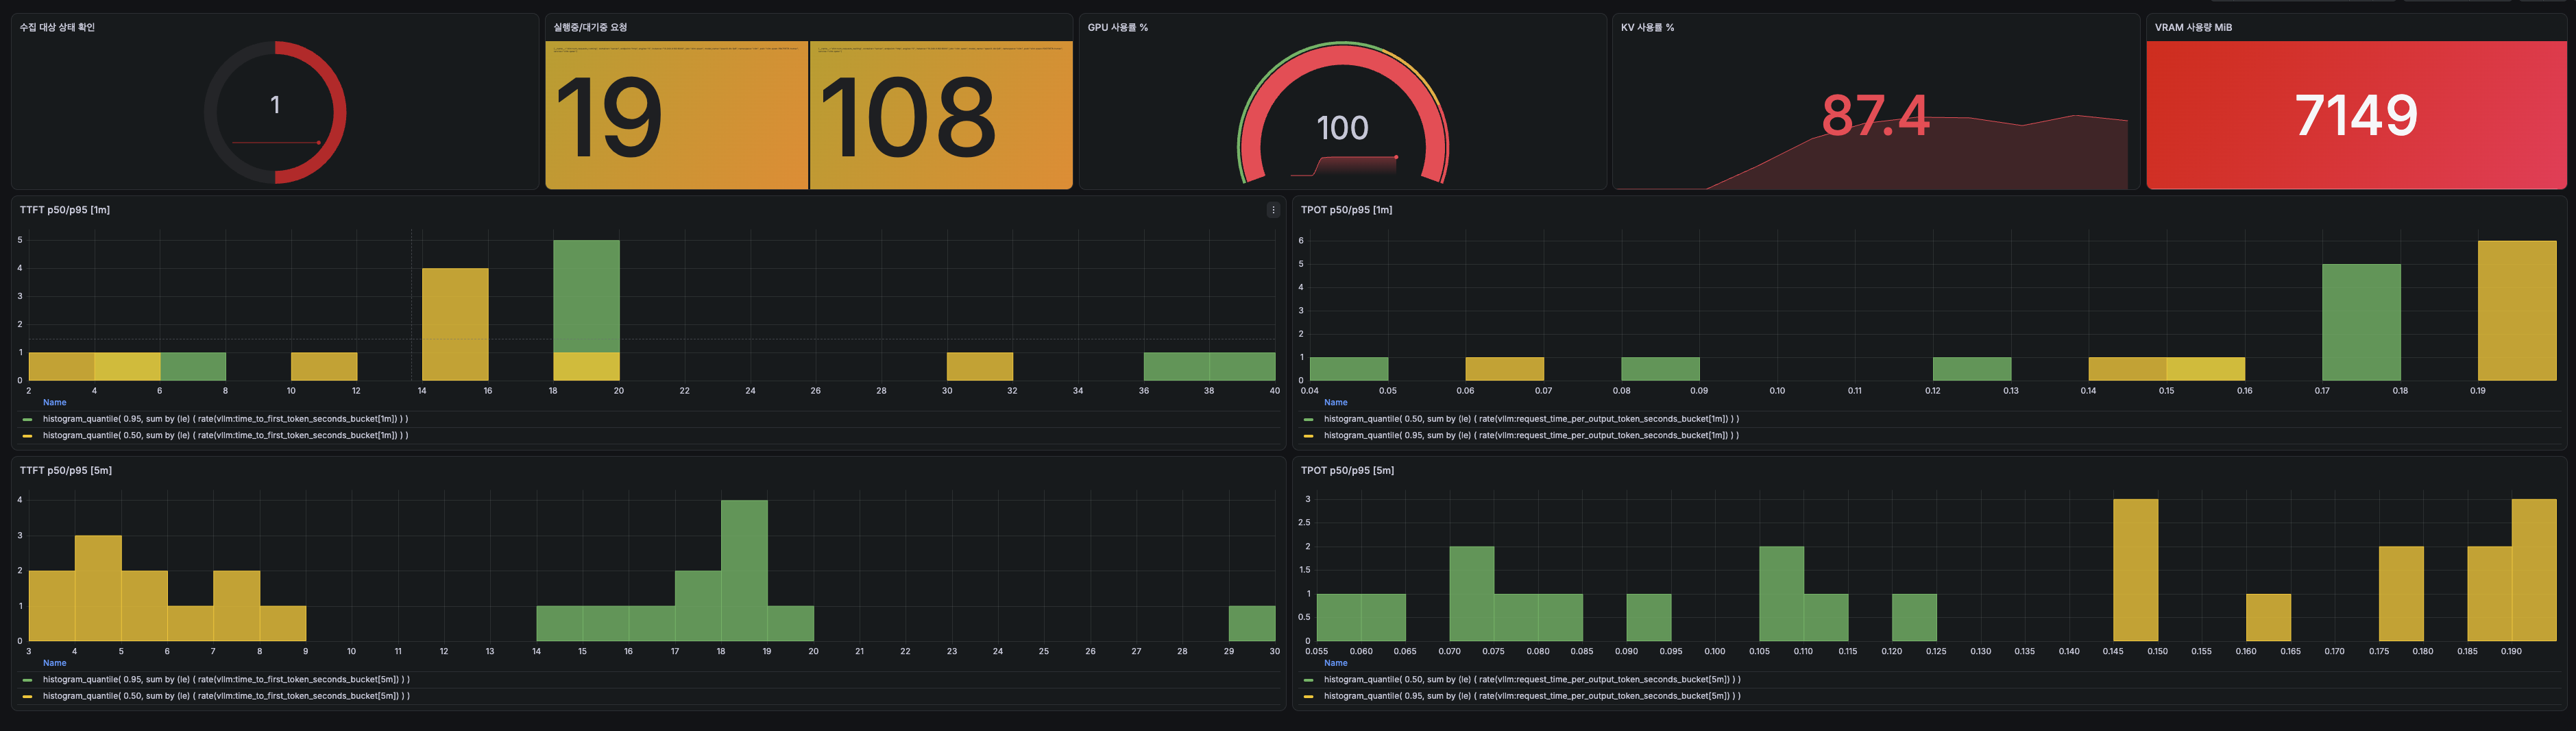 수집 대상 상태 확인
1
실행중/대기중 요청
19
108
GPU 사용률 %
100
KV 사용률 %
87.4
VRAM 사용량 MiB
7149
TTFT p50/p95 [1m]
5
4
3
2
1
0
2 4 6 8 10 12 14 16 18 20 22 24 26 28 30 32 34 36 38 40
Name
histogram_quantile( 0.95, sum by (le) ( rate(vllm:time_to_first_token_seconds_bucket[1m]) ) )
histogram_quantile( 0.50, sum by (le) ( rate(vllm:time_to_first_token_seconds_bucket[1m]) ) )
TPOT p50/p95 [1m]
6
5
4
3
2
1
0
0.04 0.05 0.06 0.07 0.08 0.09 0.10 0.11 0.12 0.13 0.14 0.15 0.16 0.17 0.18 0.19
Name
histogram_quantile( 0.50, sum by (le) ( rate(vllm:request_time_per_output_token_seconds_bucket[1m]) ) )
histogram_quantile( 0.95, sum by (le) ( rate(vllm:request_time_per_output_token_seconds_bucket[1m]) ) )
TTFT p50/p95 [5m]
4
3
2
1
0
3 4 5 6 7 8 9 10 11 12 13 14 15 16 17 18 19 20 21 22 23 24 25 26 27 28 29 30
Name
histogram_quantile( 0.95, sum by (le) ( rate(vllm:time_to_first_token_seconds_bucket[5m]) ) )
histogram_quantile( 0.50, sum by (le) ( rate(vllm:time_to_first_token_seconds_bucket[5m]) ) )
TPOT p50/p95 [5m]
3
2.5
2
1.5
1
0.5
0
0.055 0.060 0.065 0.070 0.075 0.080 0.085 0.090 0.095 0.100 0.105 0.110 0.115 0.120 0.125 0.130 0.135 0.140 0.145 0.150 0.155 0.160 0.165 0.170 0.175 0.180 0.185 0.190
Name
histogram_quantile( 0.50, sum by (le) ( rate(vllm:request_time_per_output_token_seconds_bucket[5m]) ) )
histogram_quantile( 0.95, sum by (le) ( rate(vllm:request_time_per_output_token_seconds_bucket[5m]) ) )